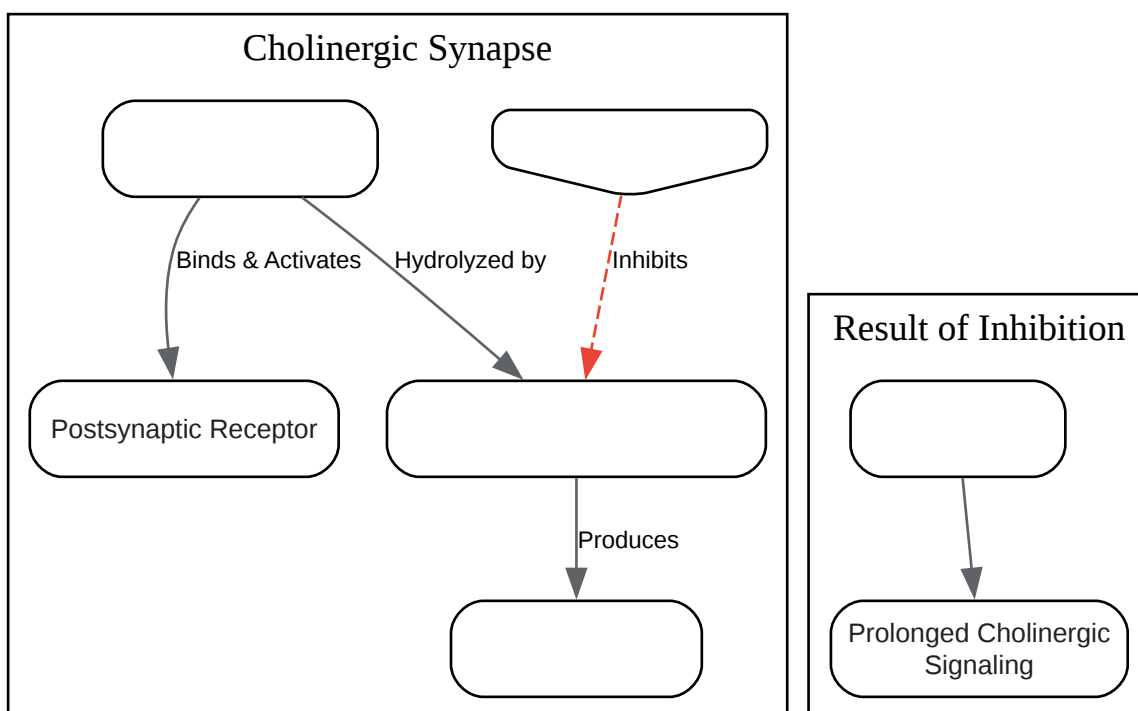 Cholinergic Synapse
Binds & Activates
Hydrolyzed by
Inhibits
Postsynaptic Receptor
Produces
Result of Inhibition
Prolonged Cholinergic
Signaling